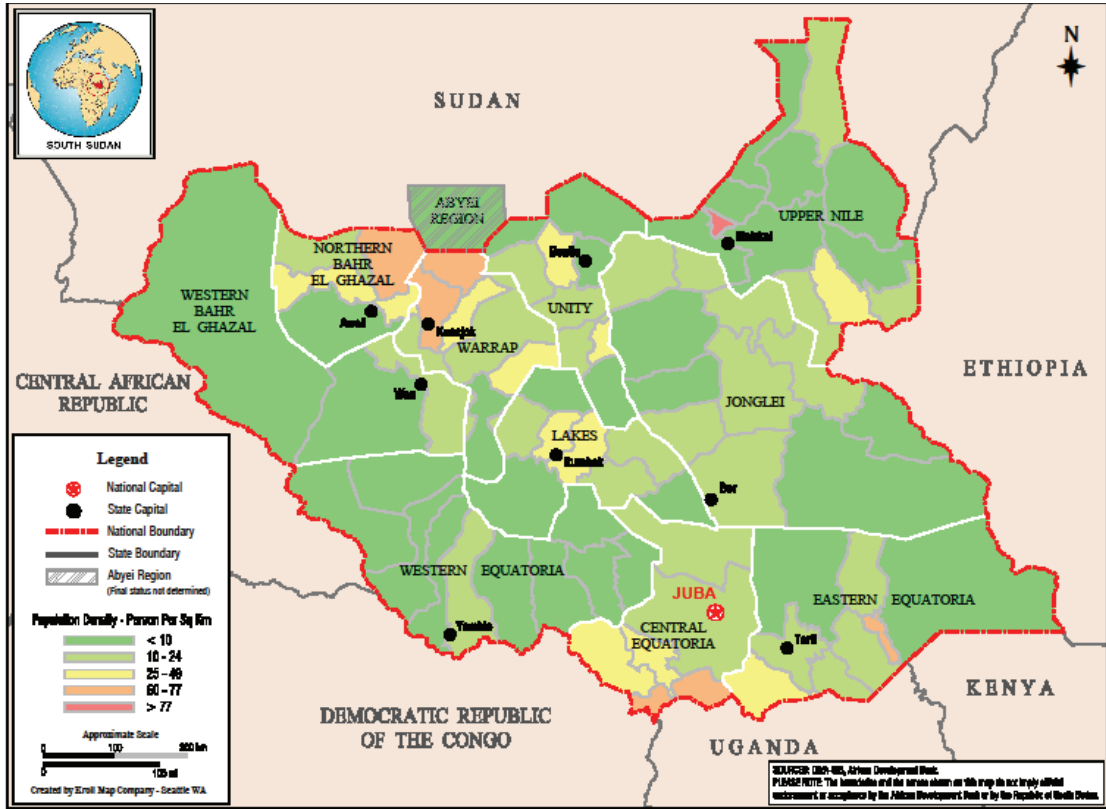 SOUTH SUDAN
N
SUDAN
ABYEI
REGION
UPPER NILE
Malakal
NORTHERN
BAHR
EL GHAZAL
WESTERN
BAHR
EL GHAZAL
UNITY
Kuacjok
WARRAP
CENTRAL AFRICAN
REPUBLIC
Wau
ETHIOPIA
JONGLEI
LAKES
Rumbek
Bor
WESTERN EQUATORIA
JUBA
CENTRAL
EQUATORIA
EASTERN EQUATORIA
Yambio
Torit
KENYA
DEMOCRATIC REPUBLIC
OF THE CONGO
UGANDA
Legend
National Capital
State Capital
National Boundary
State Boundary
Abyei Region
(Final status not determined)
Population Density - Person Per Sq Km
< 10
10 - 24
25 - 49
> 77
Approximate Scale
0 100
Created by Kroll Map Company - Seattle WA